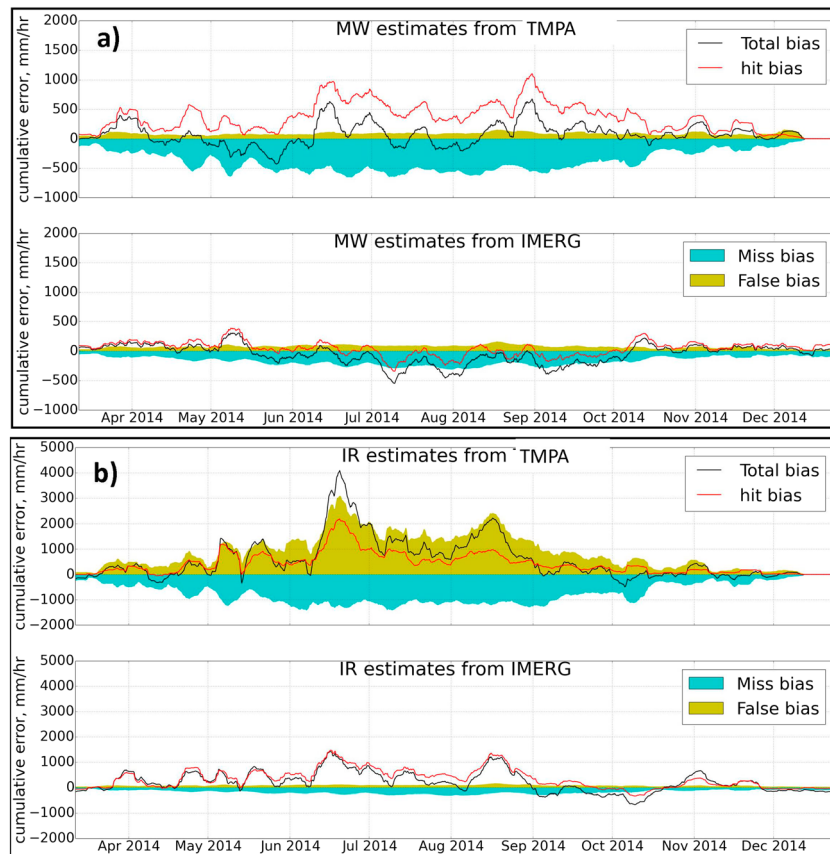 a)
MW estimates from TMPA
Total bias
hit bias
cumulative error, mm/hr
2000
1500
1000
500
0
−500
−1000
MW estimates from IMERG
Miss bias
False bias
cumulative error, mm/hr
2000
1500
1000
500
0
−500
−1000
Apr 2014 May 2014 Jun 2014 Jul 2014 Aug 2014 Sep 2014 Oct 2014 Nov 2014 Dec 2014
b)
IR estimates from TMPA
Total bias
hit bias
cumulative error, mm/hr
5000
4000
3000
2000
1000
0
−1000
−2000
IR estimates from IMERG
Miss bias
False bias
cumulative error, mm/hr
5000
4000
3000
2000
1000
0
−1000
−2000
Apr 2014 May 2014 Jun 2014 Jul 2014 Aug 2014 Sep 2014 Oct 2014 Nov 2014 Dec 2014